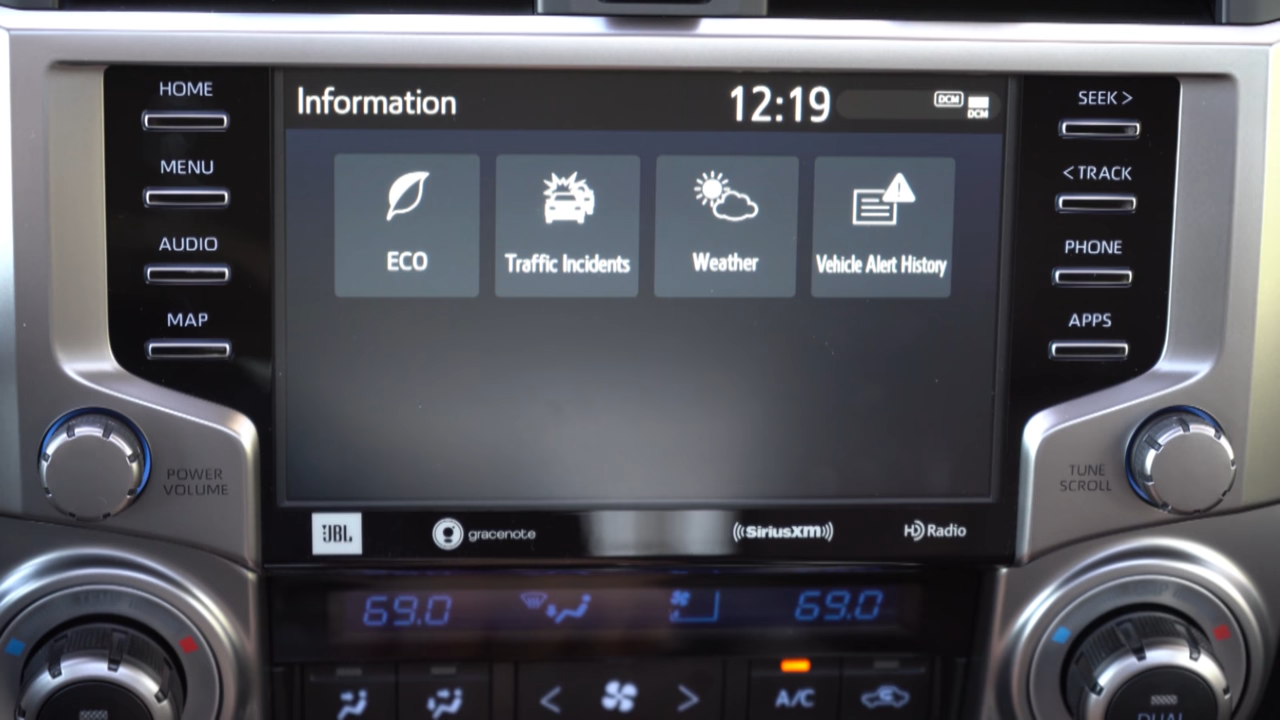 HOME
MENU
AUDIO
MAP
POWER
VOLUME
Information
12:19
DCM
DCM
ECO
Traffic Incidents
Weather
Vehicle Alert History
SEEK >
< TRACK
PHONE
APPS
TUNE
SCROLL
JBL
gracenote
SiriusXM
HD Radio
69.0
69.0
A/C
DUAL